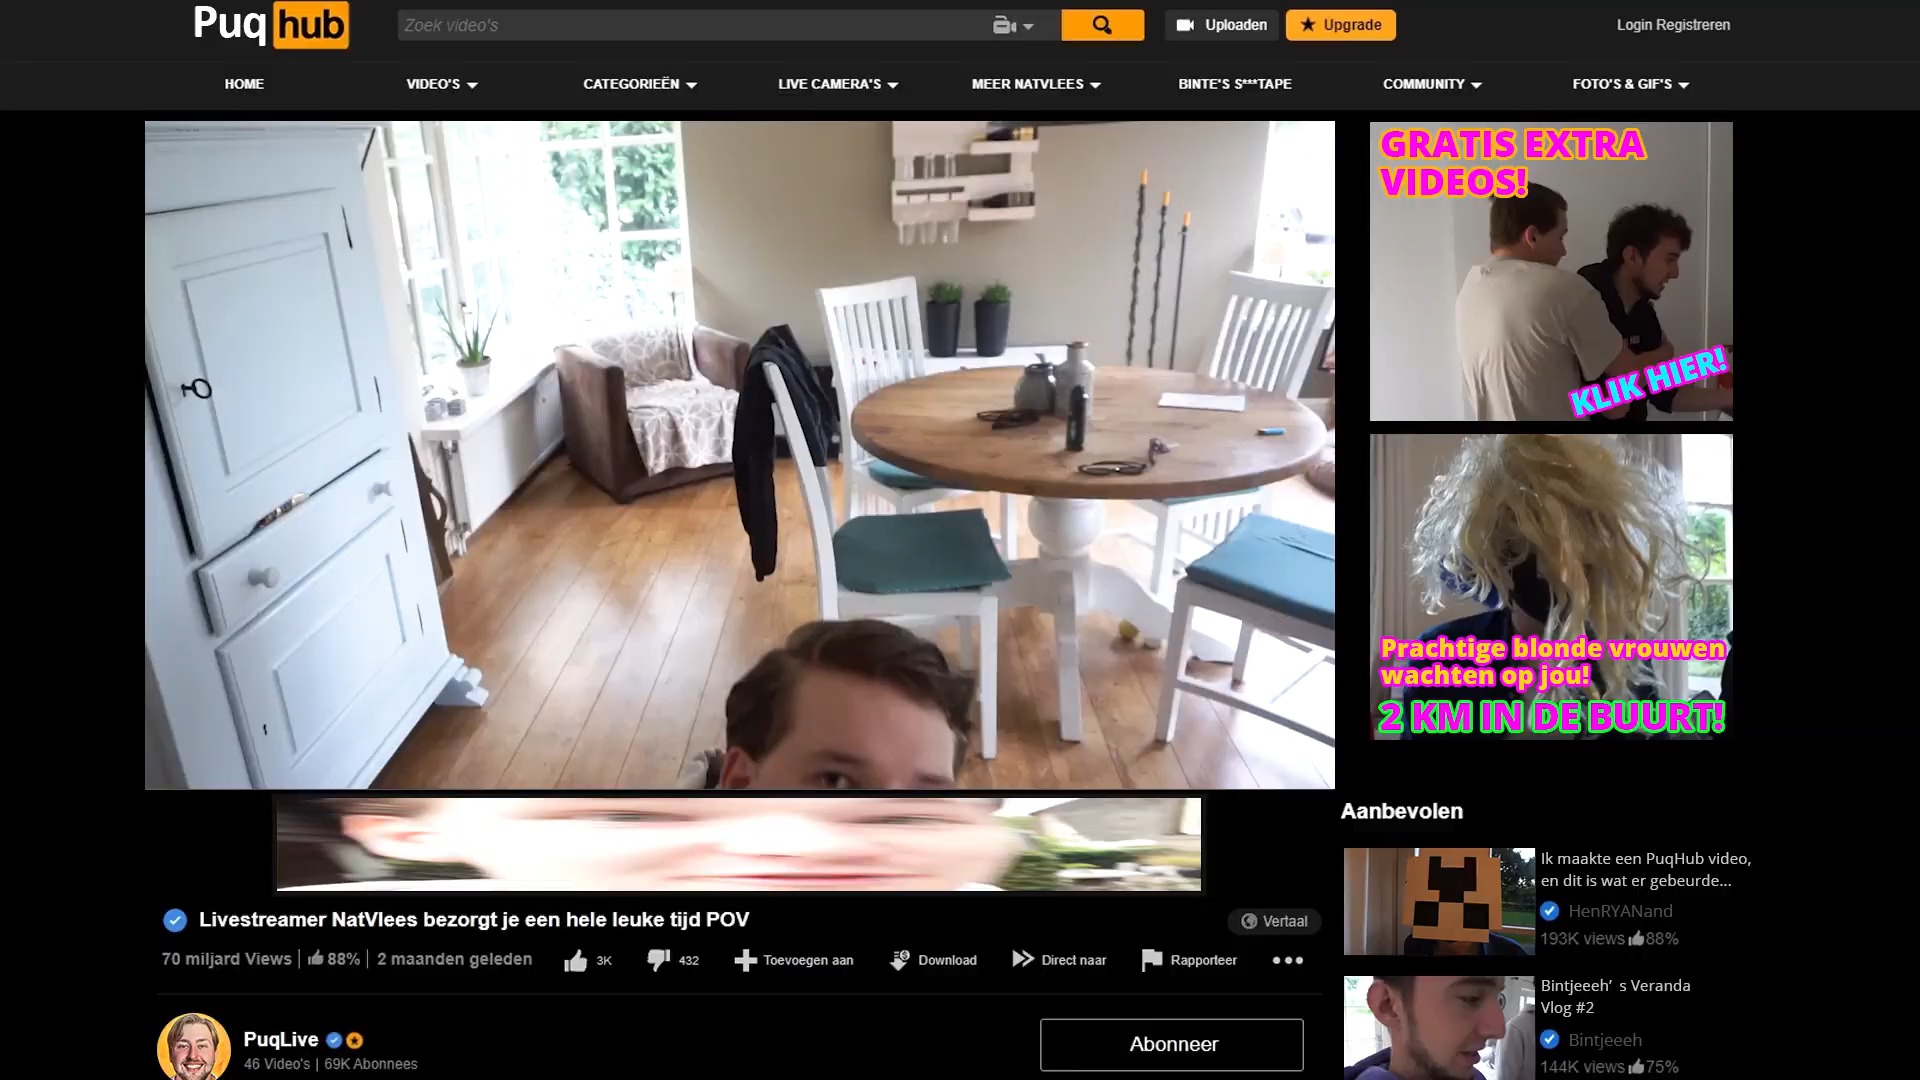 Puq hub
Zoek video's
Uploaden
Upgrade
Login Registreren
HOME
VIDEO'S
CATEGORIEËN
LIVE CAMERA'S
MEER NATVLEES
BINTE'S S***TAPE
COMMUNITY
FOTO'S & GIF'S
GRATIS EXTRA
VIDEOS!
KLIK HIER!
Prachtige blonde vrouwen
wachten op jou!
2 KM IN DE BUURT!
Livestreamer NatVlees bezorgt je een hele leuke tijd POV
Vertaal
70 miljard Views | 88% | 2 maanden geleden
3K
432
Toevoegen aan
Download
Direct naar
Rapporteer
PuqLive
46 Video's | 69K Abonnees
Abonneer
Aanbevolen
Ik maakte een PuqHub video,
en dit is wat er gebeurde...
HenRYANand
193K views 88%
Bintjeeeh’ s Veranda
Vlog #2
Bintjeeeh
144K views 75%